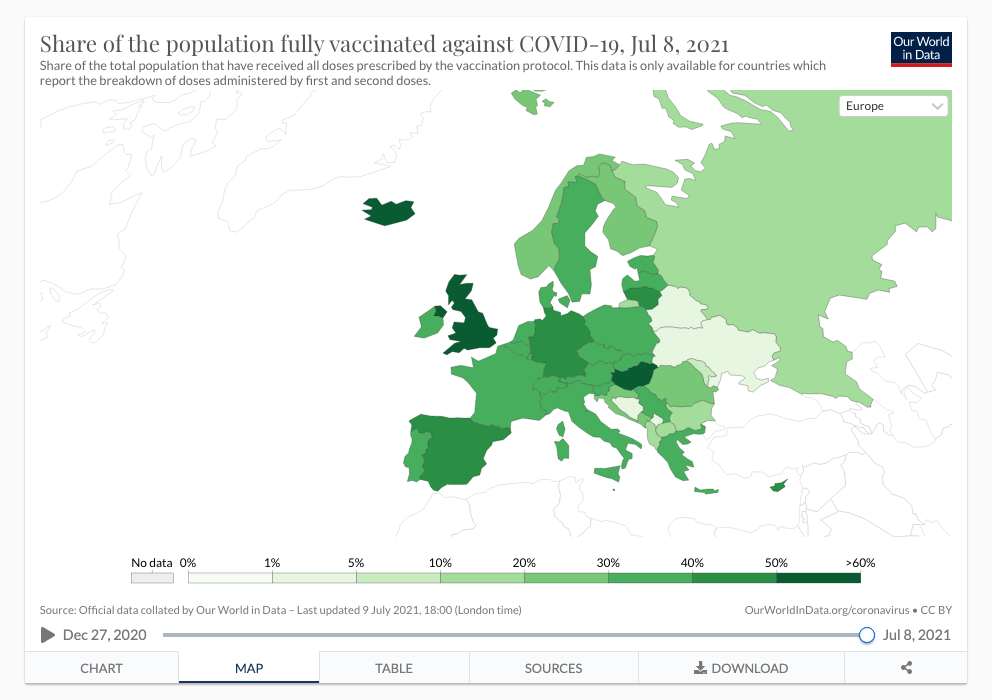 Share of the population fully vaccinated against COVID-19, Jul 8, 2021
Our World
in Data
Share of the total population that have received all doses prescribed by the vaccination protocol. This data is only available for countries which
report the breakdown of doses administered by first and second doses.
Europe
No data 0% 1% 5% 10% 20% 30% 40% 50% >60%
Source: Official data collated by Our World in Data – Last updated 9 July 2021, 18:00 (London time)
OurWorldInData.org/coronavirus • CC BY
Dec 27, 2020
Jul 8, 2021
CHART MAP TABLE SOURCES DOWNLOAD